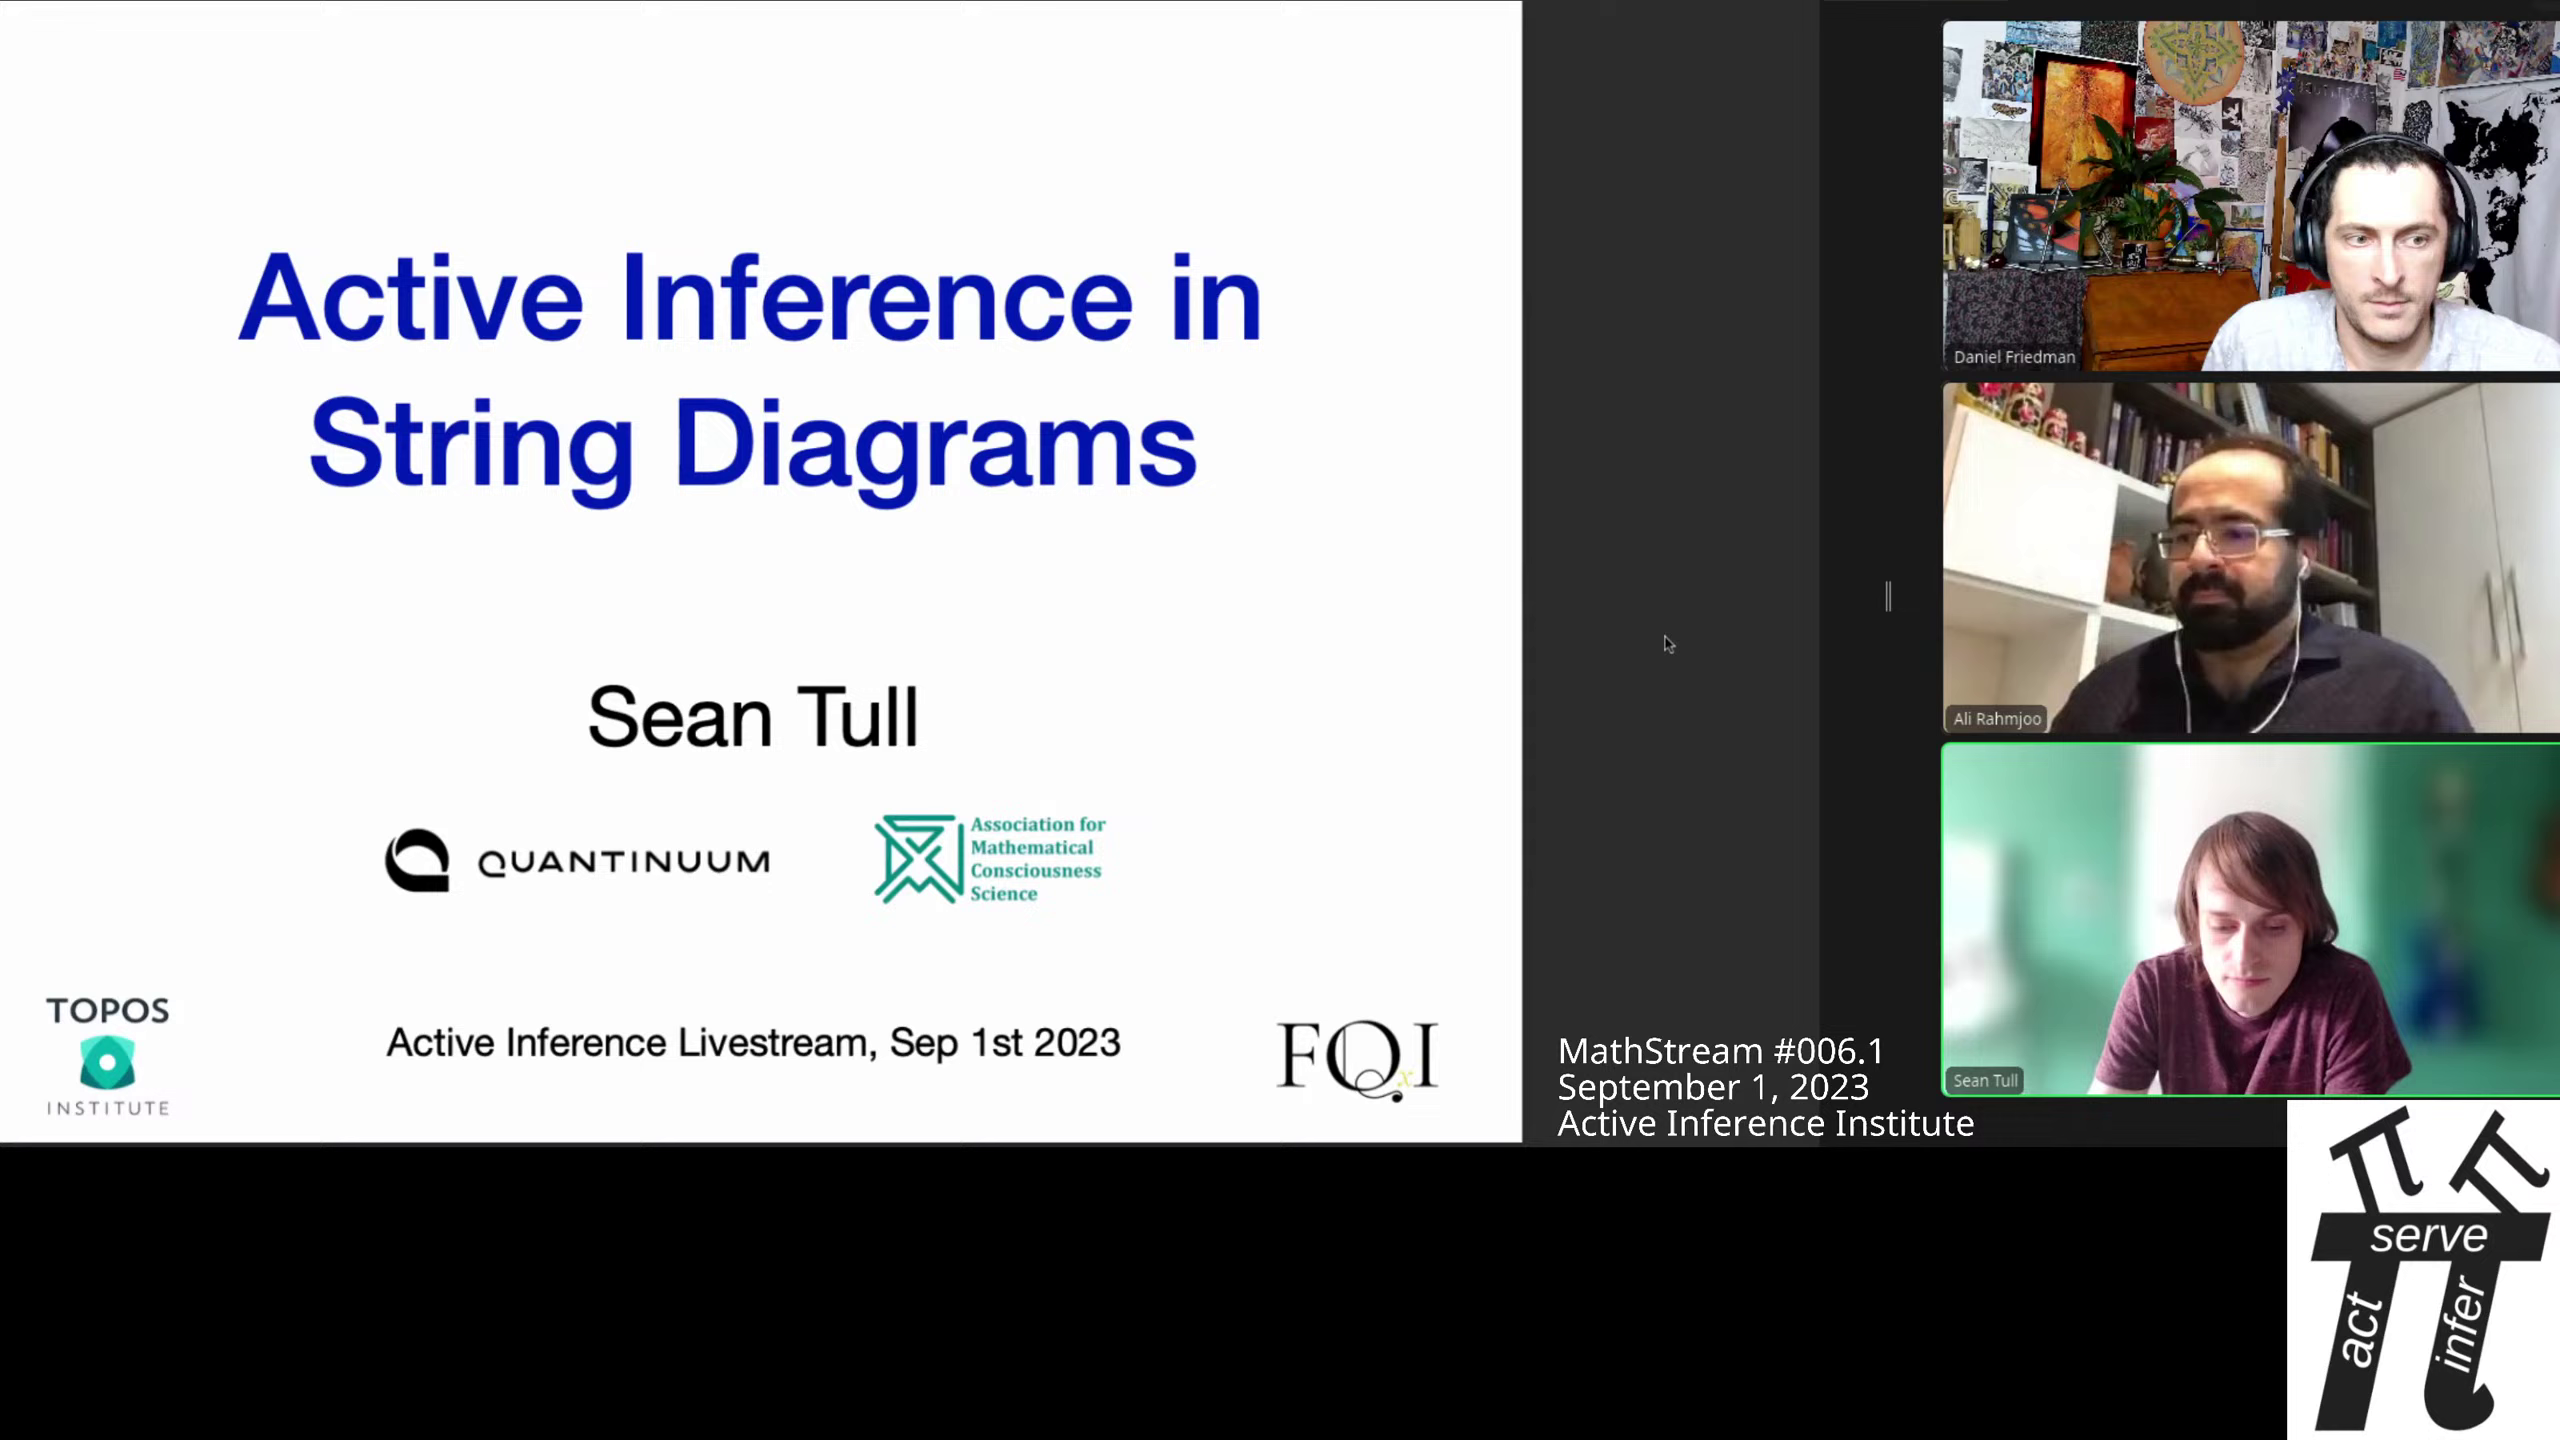 Active Inference in
String Diagrams
Sean Tull
QUANTINUUM
Association for
Mathematical
Consciousness
Science
TOPOS
INSTITUTE
Active Inference Livestream, Sep 1st 2023
FQxI
Daniel Friedman
Ali Rahmjoo
Sean Tull
MathStream #006.1
September 1, 2023
Active Inference Institute
serve
act
infer